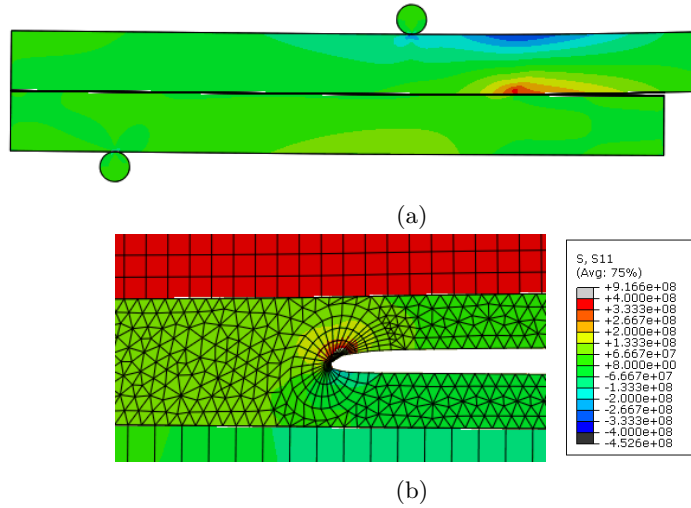 (a)
S, S11
(Avg: 75%)
+9.166e+08
+4.000e+08
+3.333e+08
+2.667e+08
+2.000e+08
+1.333e+08
+6.667e+07
+8.000e+00
-6.667e+07
-1.333e+08
-2.000e+08
-2.667e+08
-3.333e+08
-4.000e+08
-4.526e+08
(b)